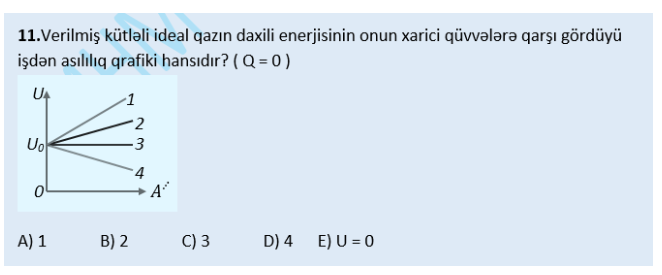 11.Verilmiş kütləli ideal qazın daxili enerjisinin onun xarici qüvvələrə qarşı gördüyü
işdən asılılıq qrafiki hansıdır? ( Q = 0 )
U
1
2
U₀
3
4
0
A′
A) 1 B) 2 C) 3 D) 4 E) U = 0